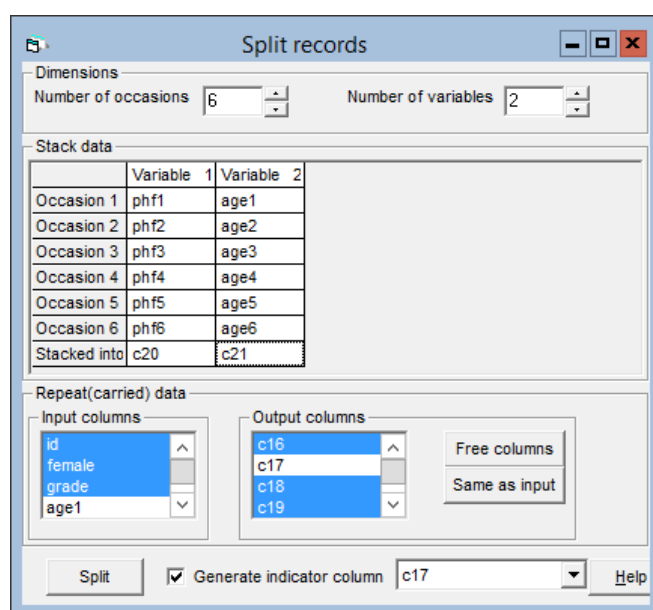 Split records
Dimensions
Number of occasions 6 Number of variables 2
Stack data
Variable 1 Variable 2
Occasion 1 phf1 age1
Occasion 2 phf2 age2
Occasion 3 phf3 age3
Occasion 4 phf4 age4
Occasion 5 phf5 age5
Occasion 6 phf6 age6
Stacked into c20 c21
Repeat(carried) data
Input columns Output columns
id c16 Free columns
female c17
grade c18 Same as input
age1 c19
Split Generate indicator column c17 Help